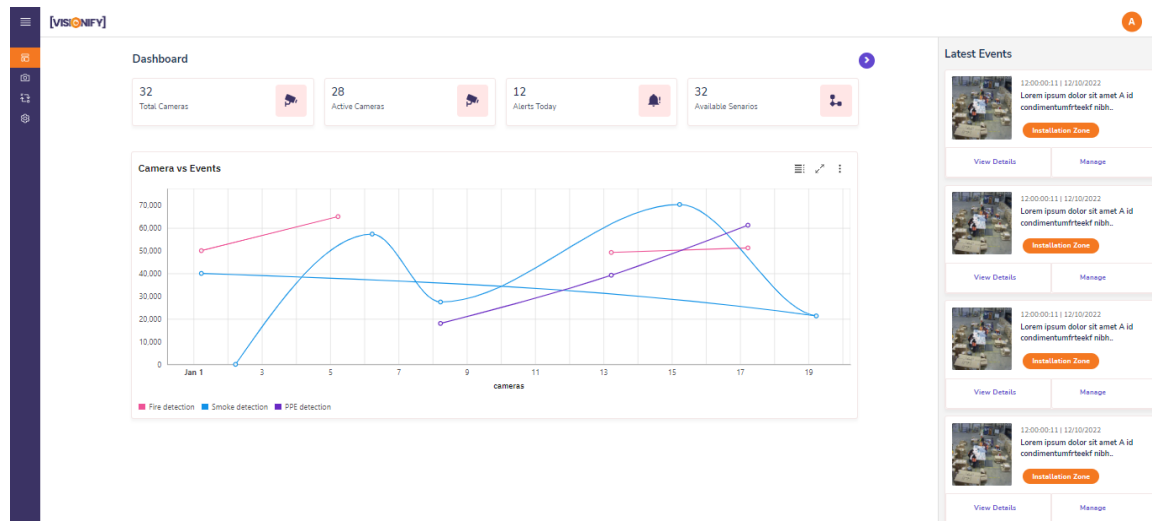 [VISIONIFY]
A
Dashboard
32
Total Cameras
28
Active Cameras
12
Alerts Today
32
Available Senarios
Camera vs Events
70,000
60,000
50,000
40,000
30,000
20,000
10,000
0
Jan 1 3 5 7 9 11 13 15 17 19
cameras
Fire detection Smoke detection PPE detection
Latest Events
12:00:00:11 | 12/10/2022
Lorem ipsum dolor sit amet A id
condimentumfrteekf nibh..
Installation Zone
View Details Manage
12:00:00:11 | 12/10/2022
Lorem ipsum dolor sit amet A id
condimentumfrteekf nibh..
Installation Zone
View Details Manage
12:00:00:11 | 12/10/2022
Lorem ipsum dolor sit amet A id
condimentumfrteekf nibh..
Installation Zone
View Details Manage
12:00:00:11 | 12/10/2022
Lorem ipsum dolor sit amet A id
condimentumfrteekf nibh..
Installation Zone
View Details Manage